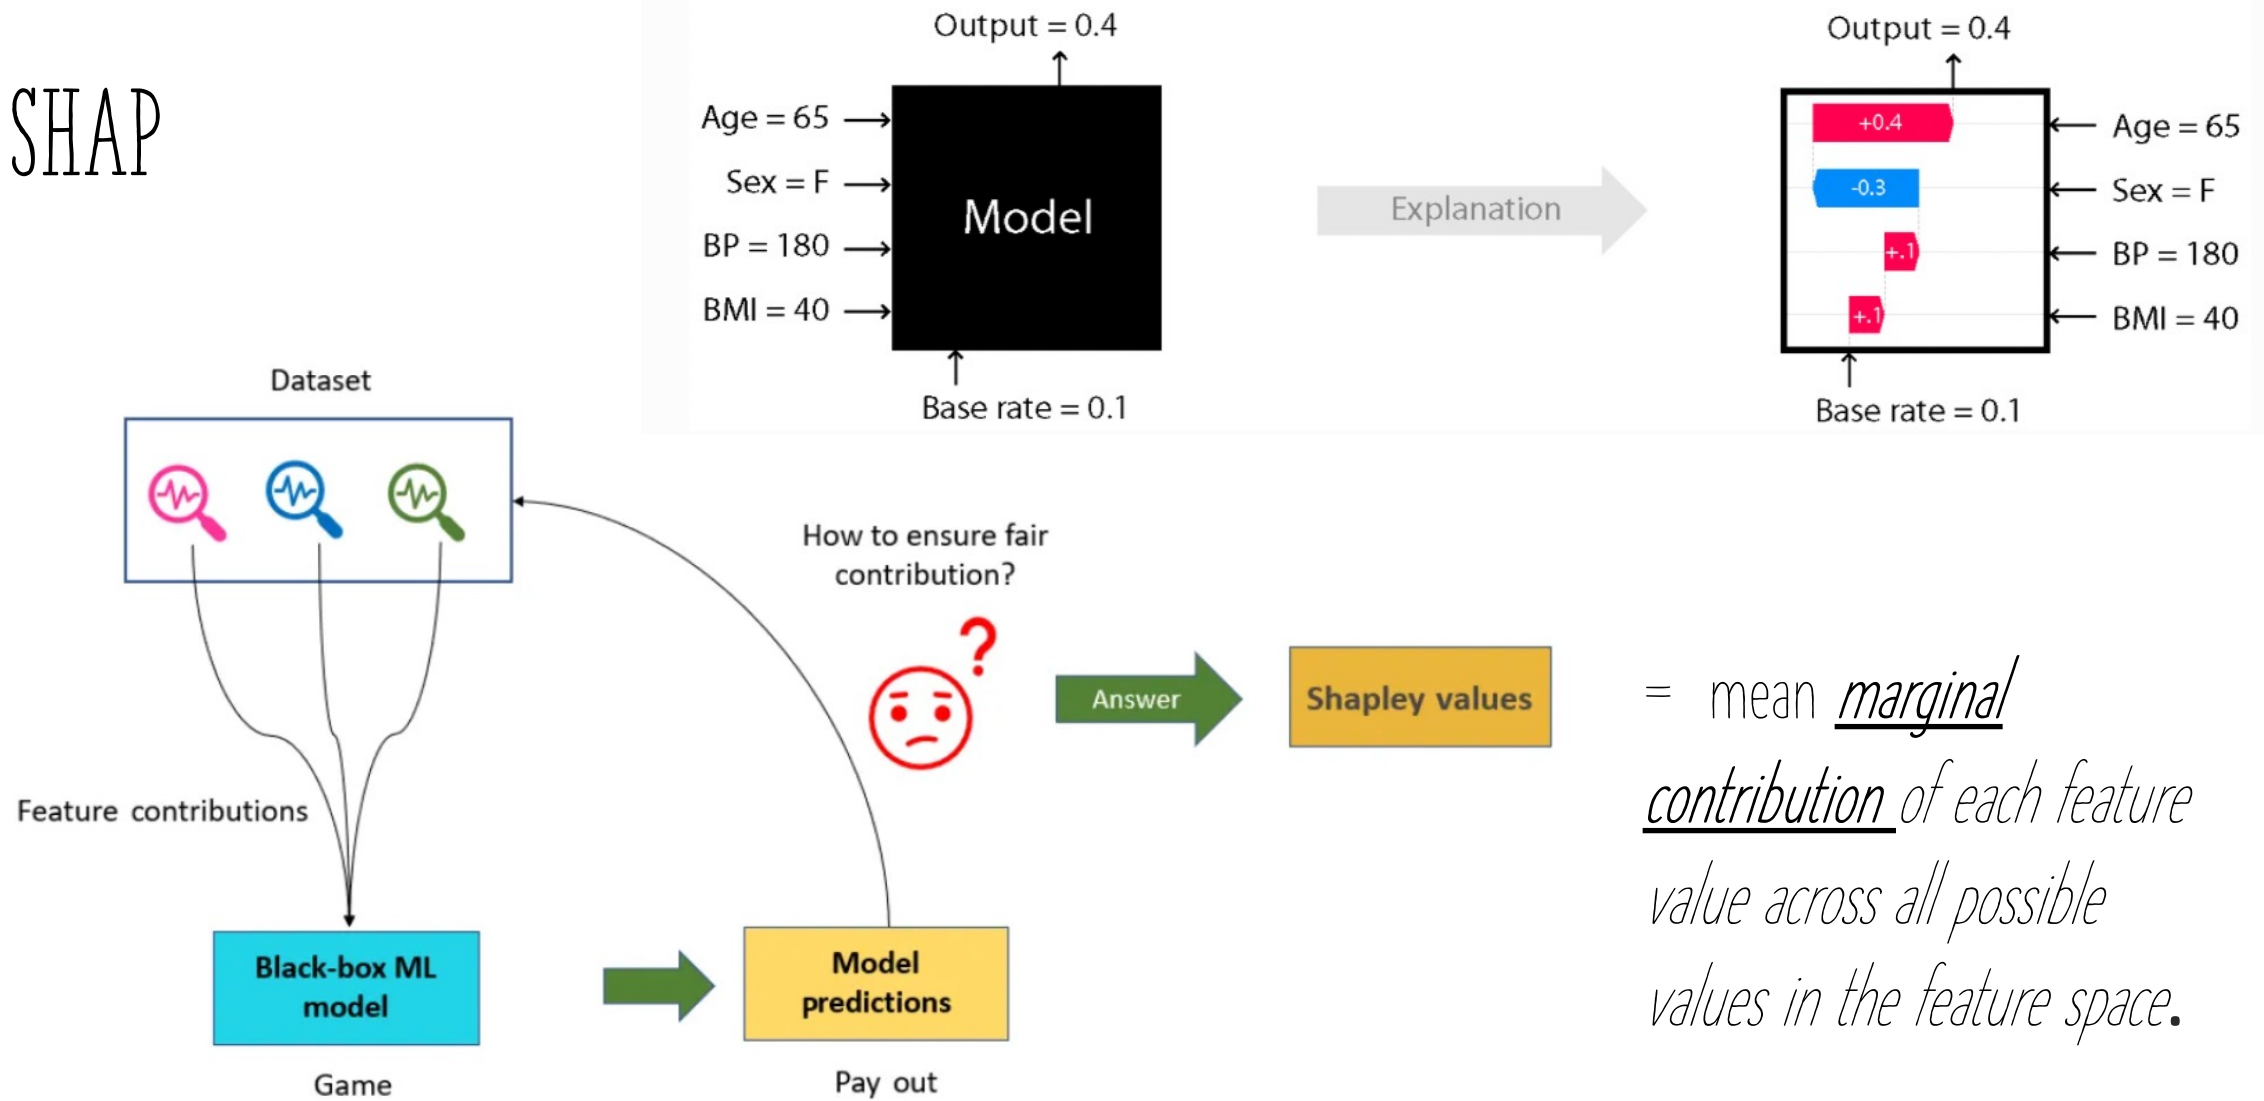 SHAP
Output = 0.4
Age = 65
Sex = F
BP = 180
BMI = 40
Model
Base rate = 0.1
Explanation
Output = 0.4
+0.4
-0.3
+.1
+.1
Age = 65
Sex = F
BP = 180
BMI = 40
Base rate = 0.1
Dataset
Feature contributions
Black-box ML
model
Game
Model
predictions
Pay out
How to ensure fair
contribution?
?
Answer
Shapley values
= mean marginal
contribution of each feature
value across all possible
values in the feature space.